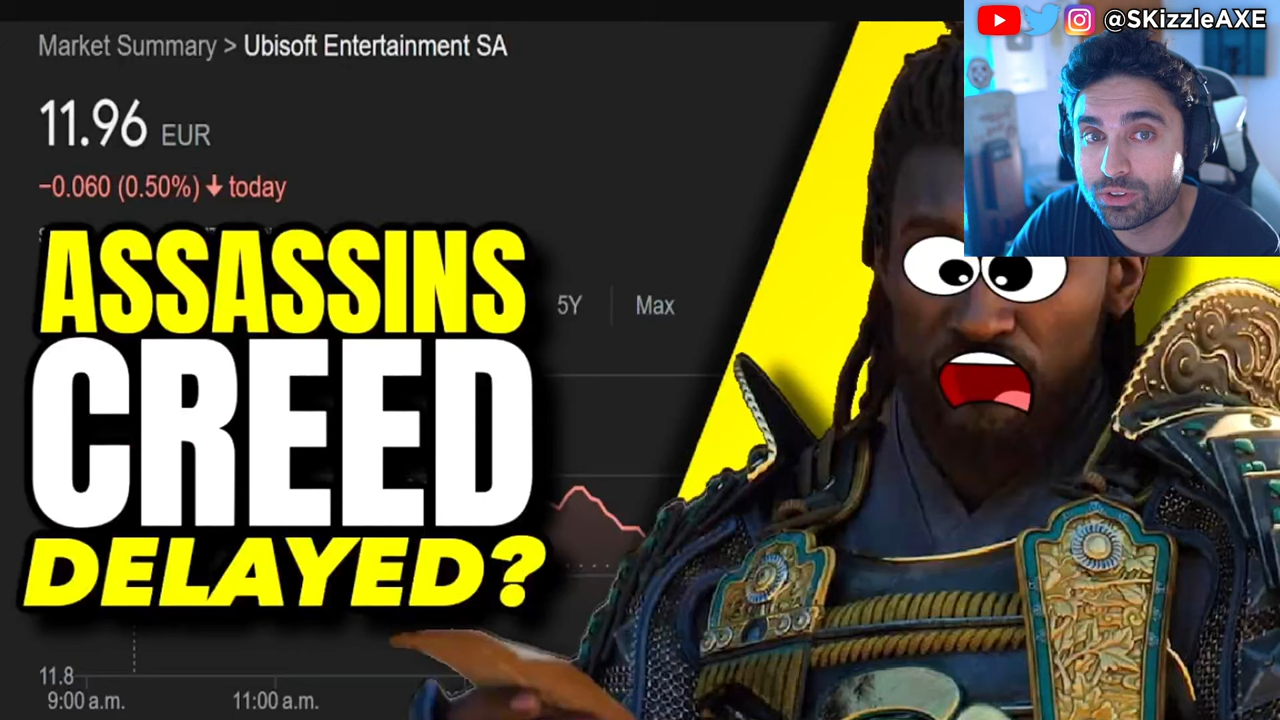 @SKizzleAXE
Market Summary > Ubisoft Entertainment SA
11.96 EUR
−0.060 (0.50%) ↓ today
ASSASSINS
5Y Max
CREED
DELAYED?
11.8
9:00 a.m. 11:00 a.m.